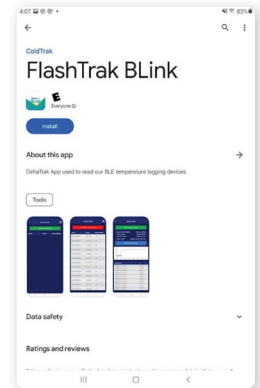 4:07
83%
ColdTrak
FlashTrak BLink
E
Everyone
Install
About this app
DeltaTrak App used to read our BLE temperature logging devices
Tools
Data safety
Ratings and reviews